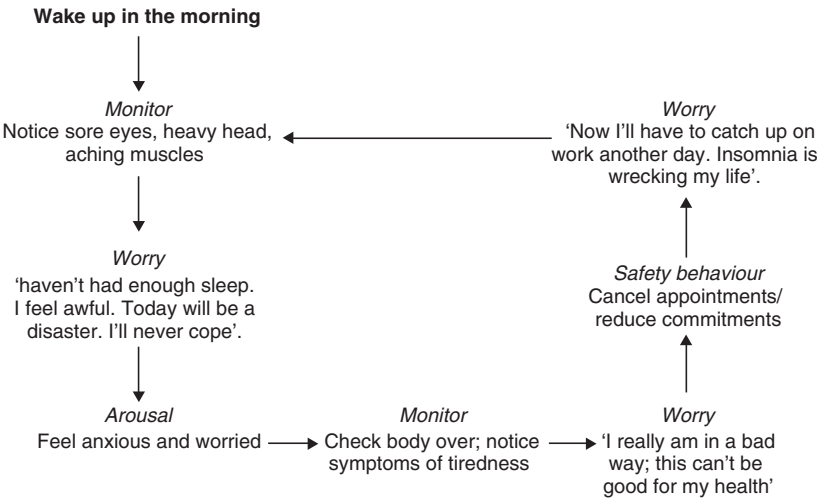 Wake up in the morning
Monitor
Notice sore eyes, heavy head,
aching muscles
Worry
‘haven’t had enough sleep.
I feel awful. Today will be a
disaster. I’ll never cope’.
Arousal
Feel anxious and worried
Monitor
Check body over; notice
symptoms of tiredness
Worry
‘I really am in a bad
way; this can’t be
good for my health’
Safety behaviour
Cancel appointments/
reduce commitments
Worry
‘Now I’ll have to catch up on
work another day. Insomnia is
wrecking my life’.